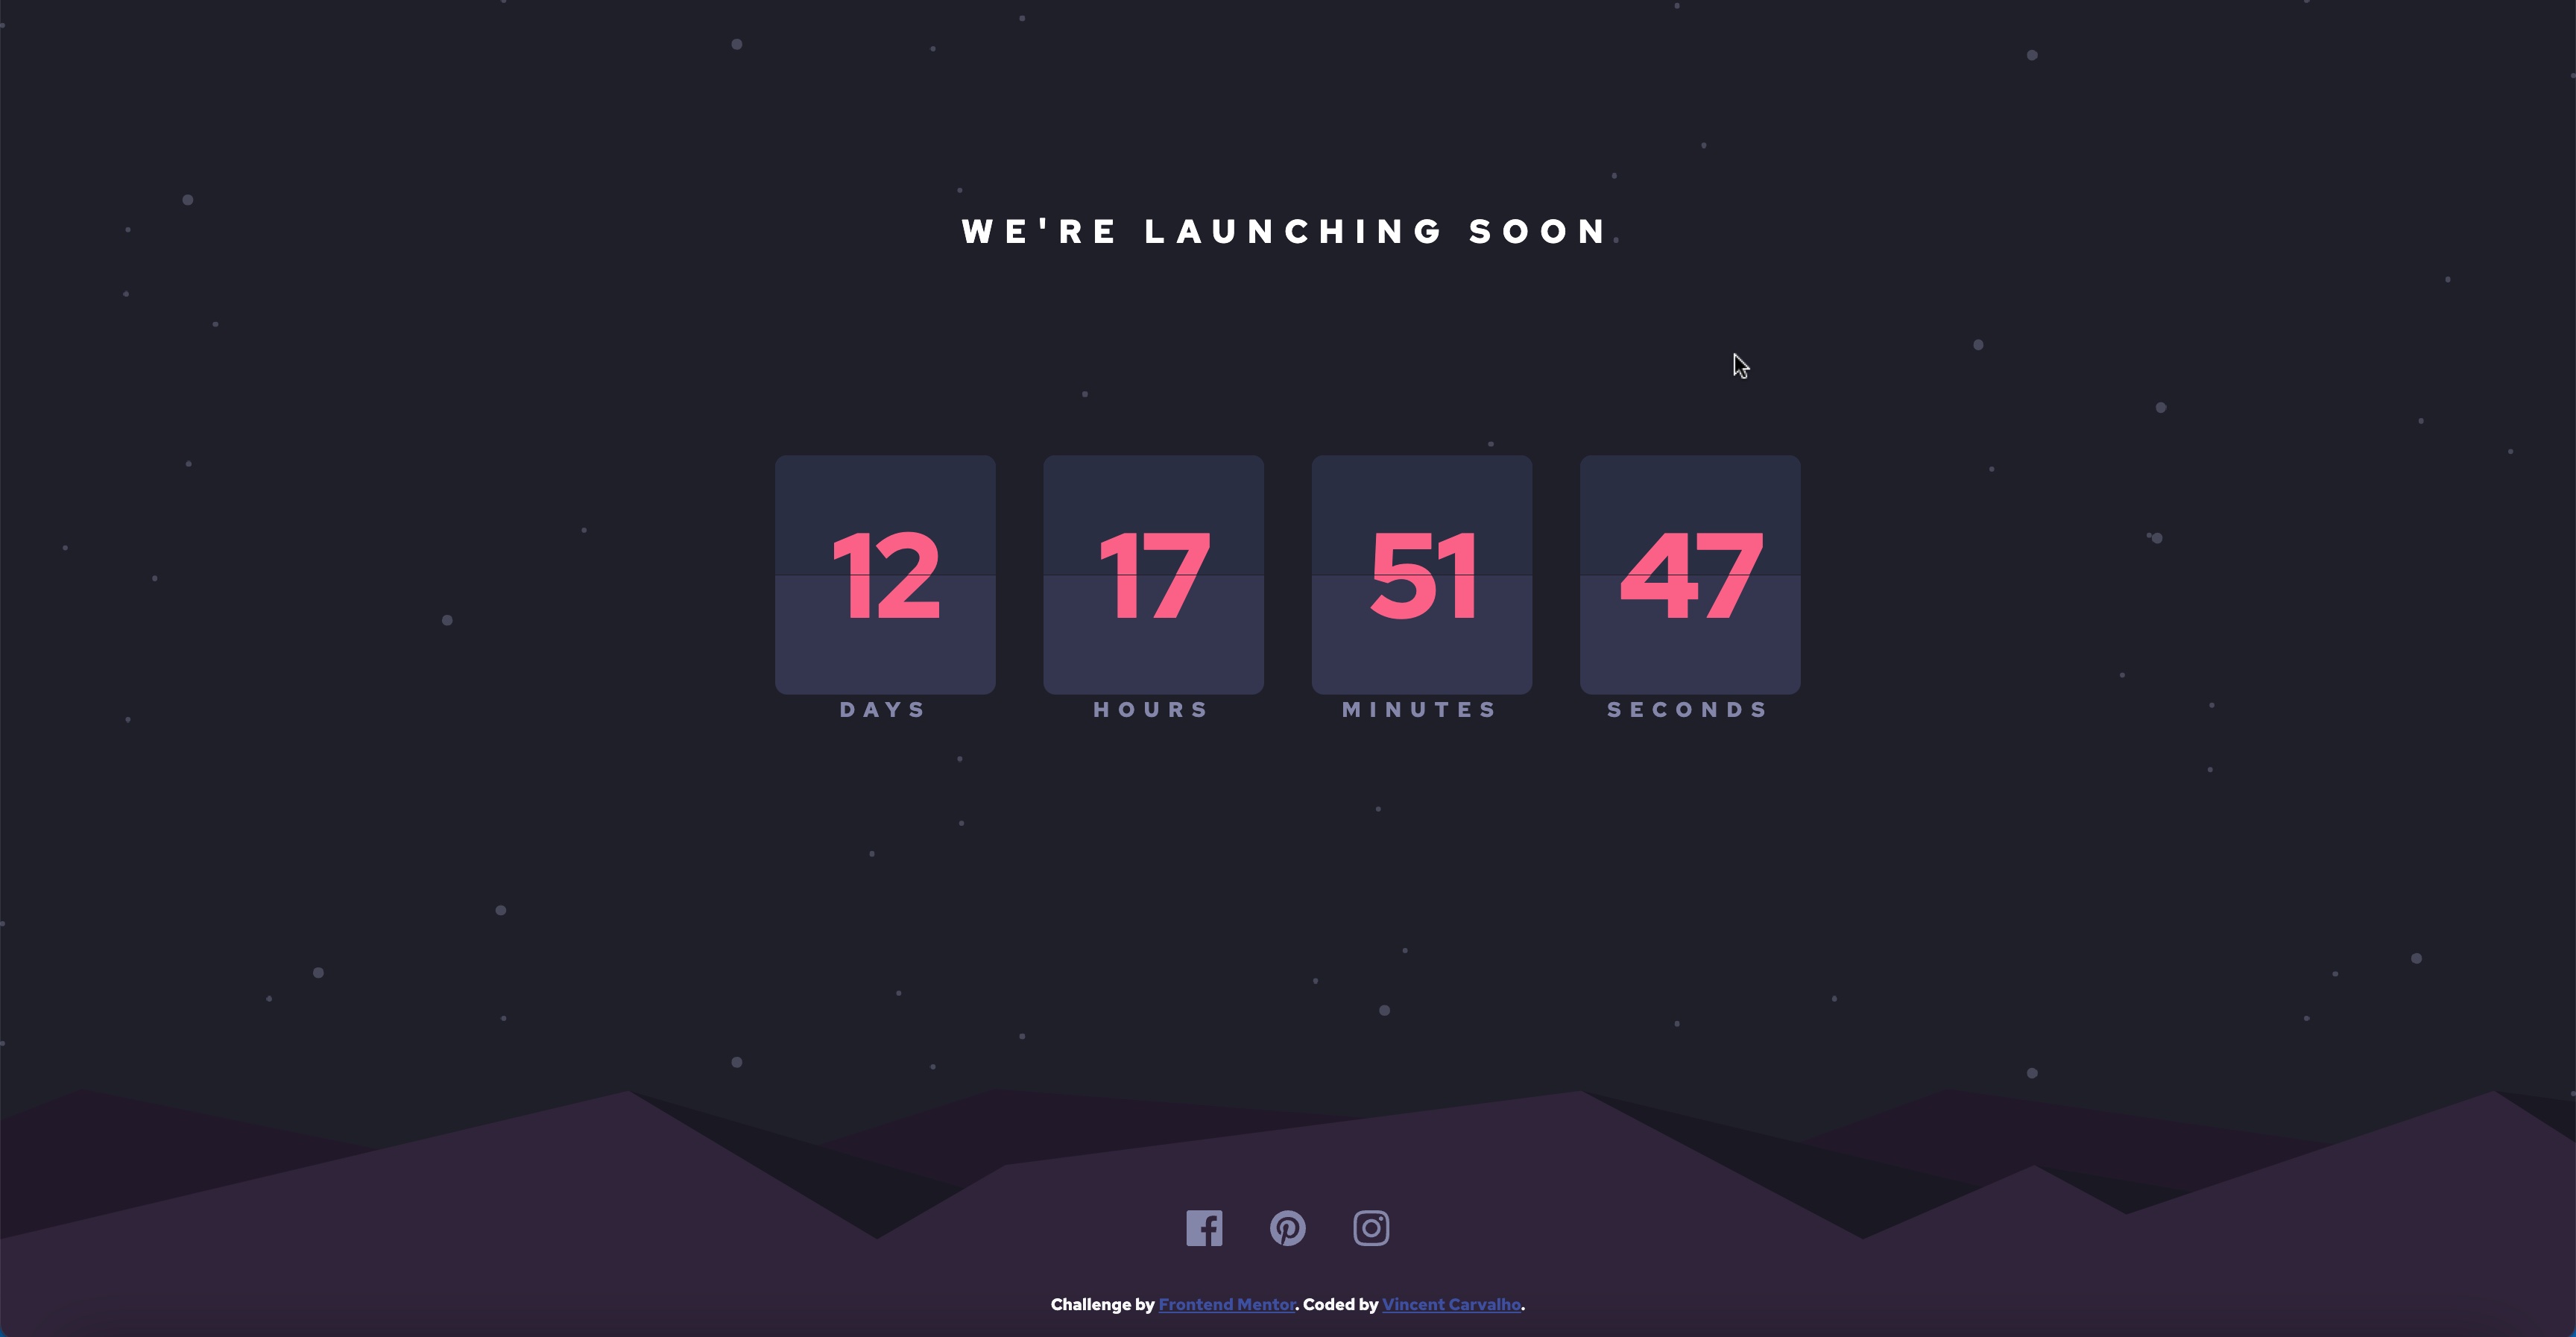 WE'RE LAUNCHING SOON
12 17 51 47
DAYS HOURS MINUTES SECONDS
Challenge by Frontend Mentor. Coded by Vincent Carvalho.